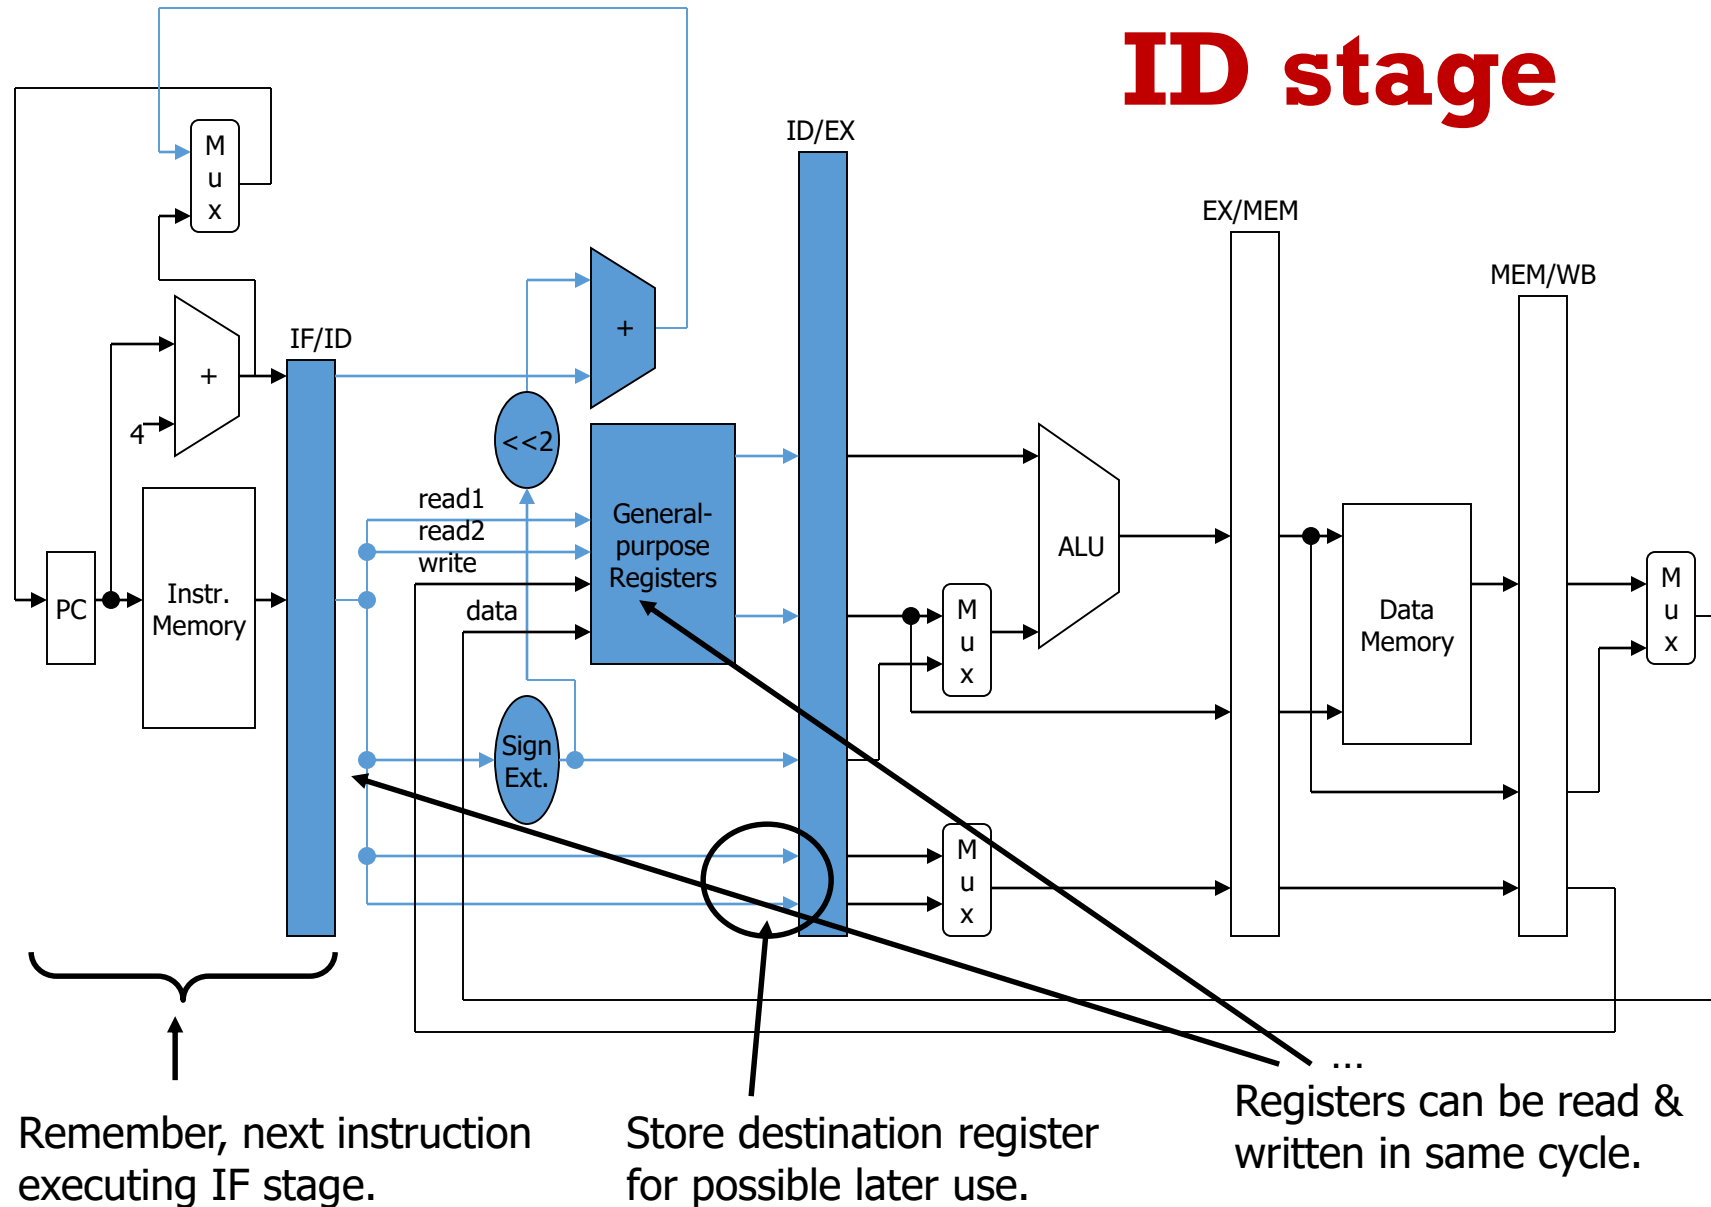 ID stage
ID/EX
M
u
x
EX/MEM
MEM/WB
IF/ID
+
+
4
<<2
read1
read2
write
data
General-
purpose
Registers
ALU
PC
Instr.
Memory
M
u
x
Data
Memory
M
u
x
Sign
Ext.
M
u
x
...
Remember, next instruction
executing IF stage.
Store destination register
for possible later use.
Registers can be read &
written in same cycle.